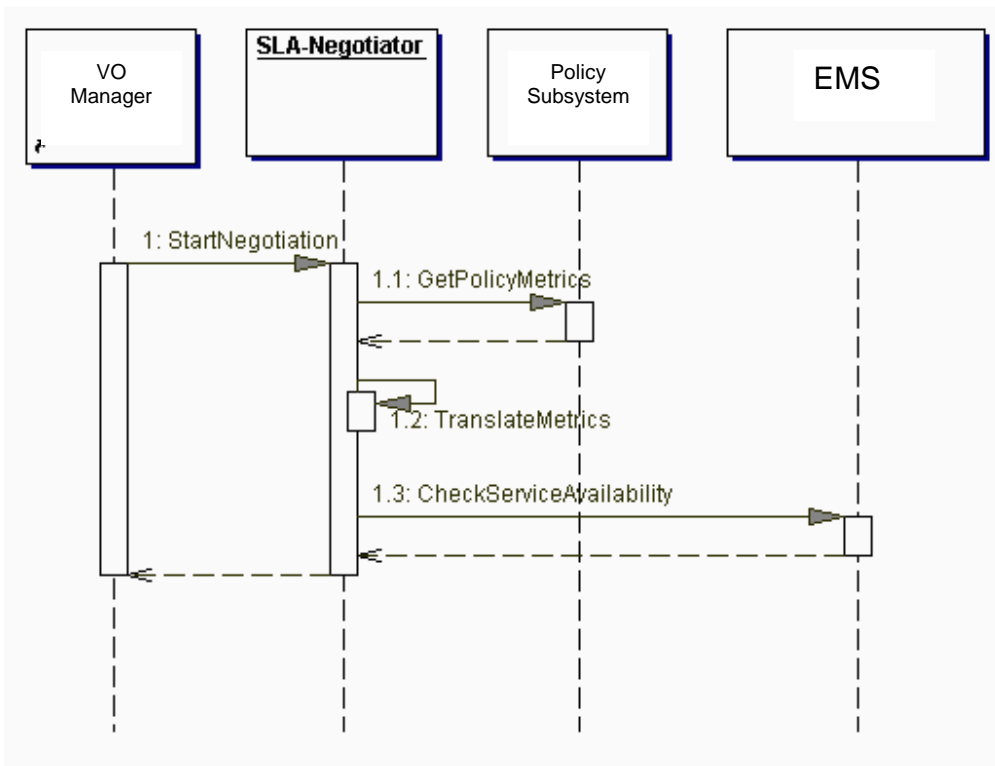 VO
Manager
SLA-Negotiator
Policy
Subsystem
EMS
1: StartNegotiation
1.1: GetPolicyMetrics
1.2: TranslateMetrics
1.3: CheckServiceAvailability